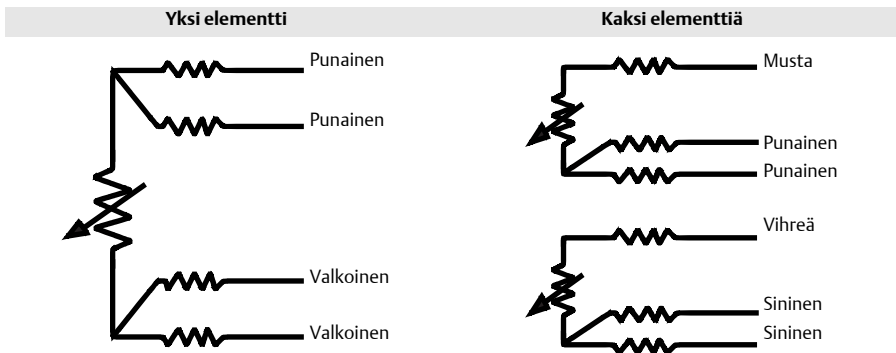 Yksi elementti
Punainen
Punainen
Valkoinen
Valkoinen
Kaksi elementtiä
Musta
Punainen
Punainen
Vihreä
Sininen
Sininen